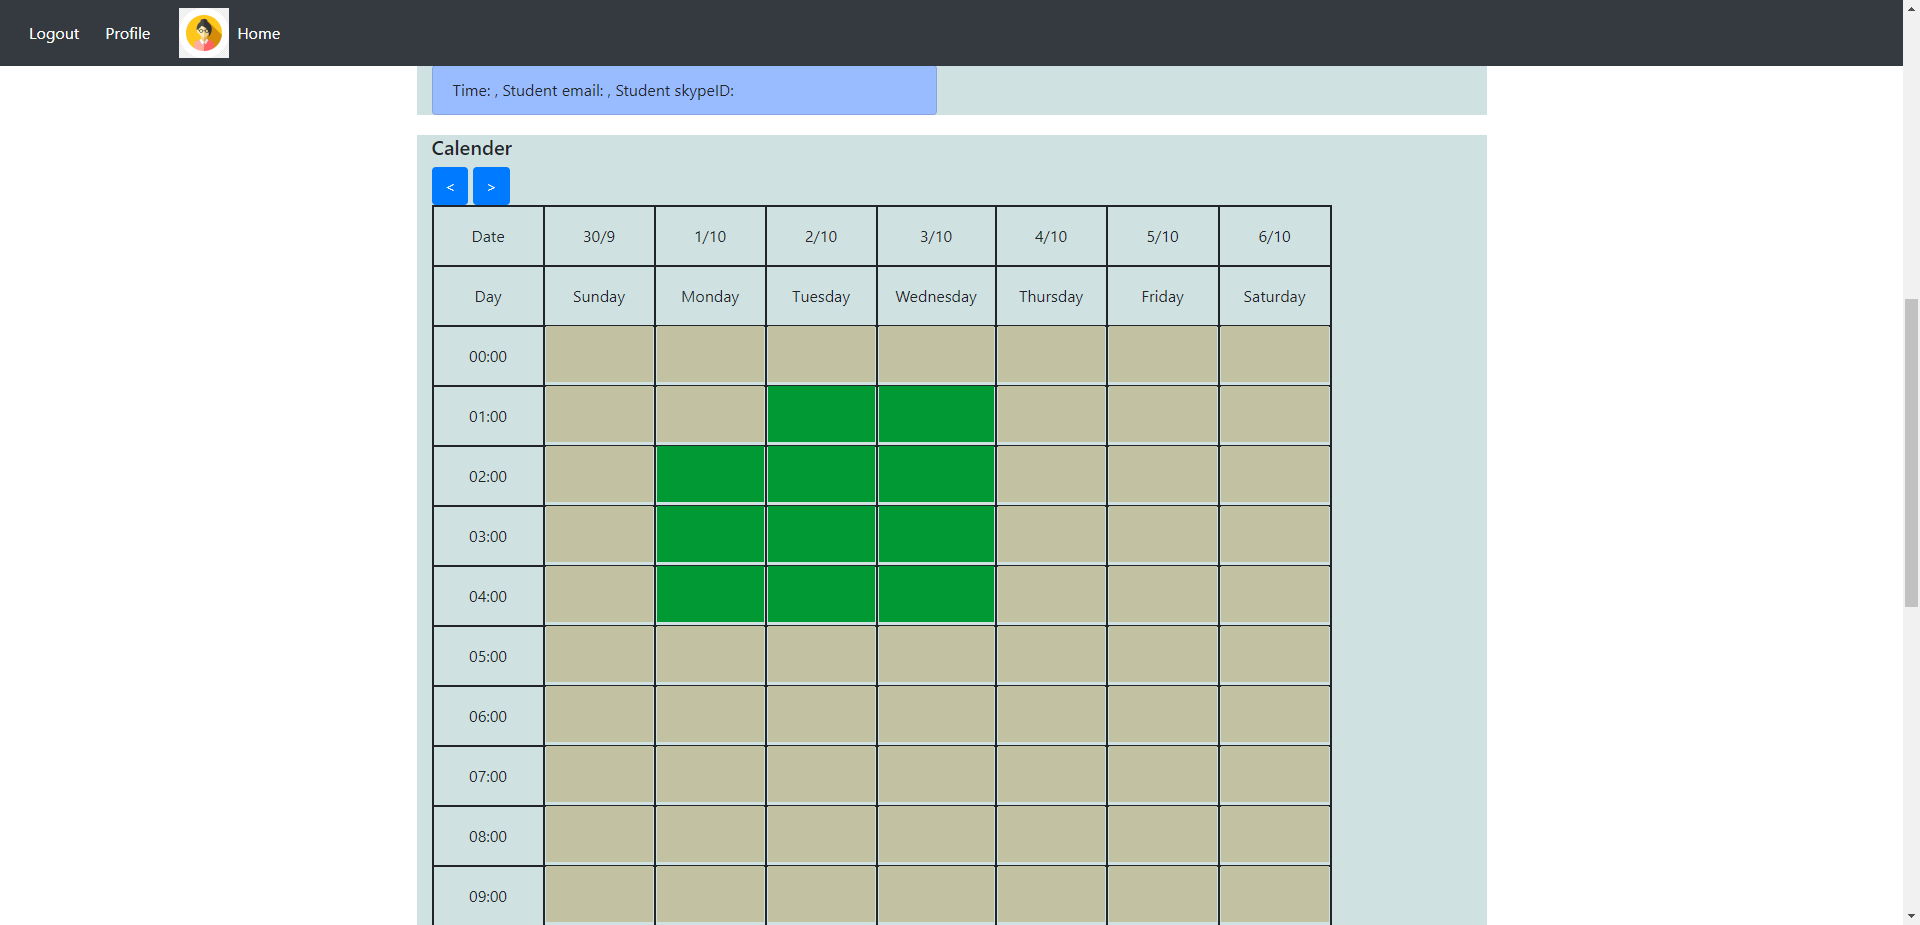 Logout Profile Home
Time: , Student email: , Student skypeID:
Calender
< >
Date 30/9 1/10 2/10 3/10 4/10 5/10 6/10
Day Sunday Monday Tuesday Wednesday Thursday Friday Saturday
00:00
01:00
02:00
03:00
04:00
05:00
06:00
07:00
08:00
09:00